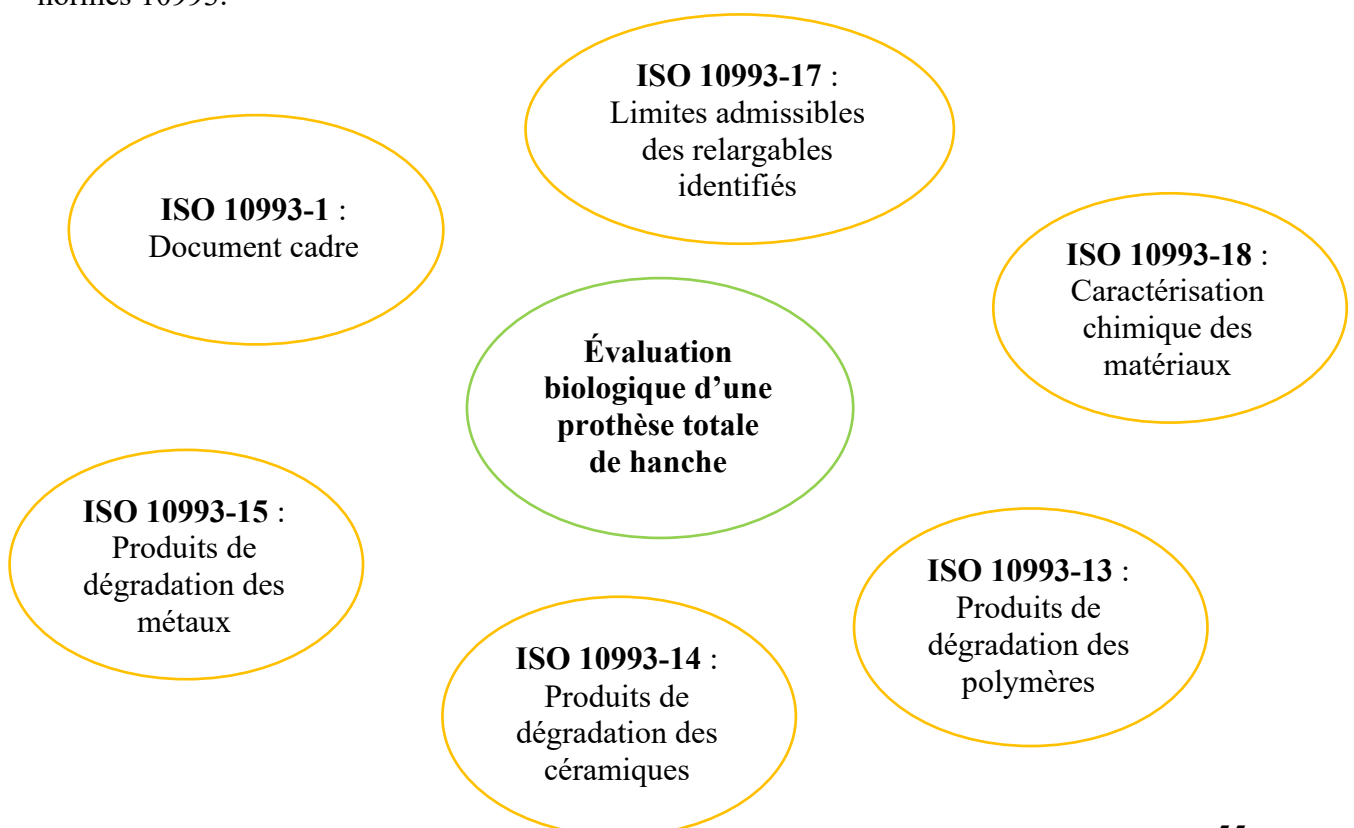 normes 10993.
ISO 10993-17 :
Limites admissibles
des relargables
identifiés
ISO 10993-1 :
Document cadre
ISO 10993-18 :
Caractérisation
chimique des
matériaux
Évaluation
biologique d’une
prothèse totale
de hanche
ISO 10993-15 :
Produits de
dégradation des
métaux
ISO 10993-13 :
Produits de
dégradation des
polymères
ISO 10993-14 :
Produits de
dégradation des
céramiques